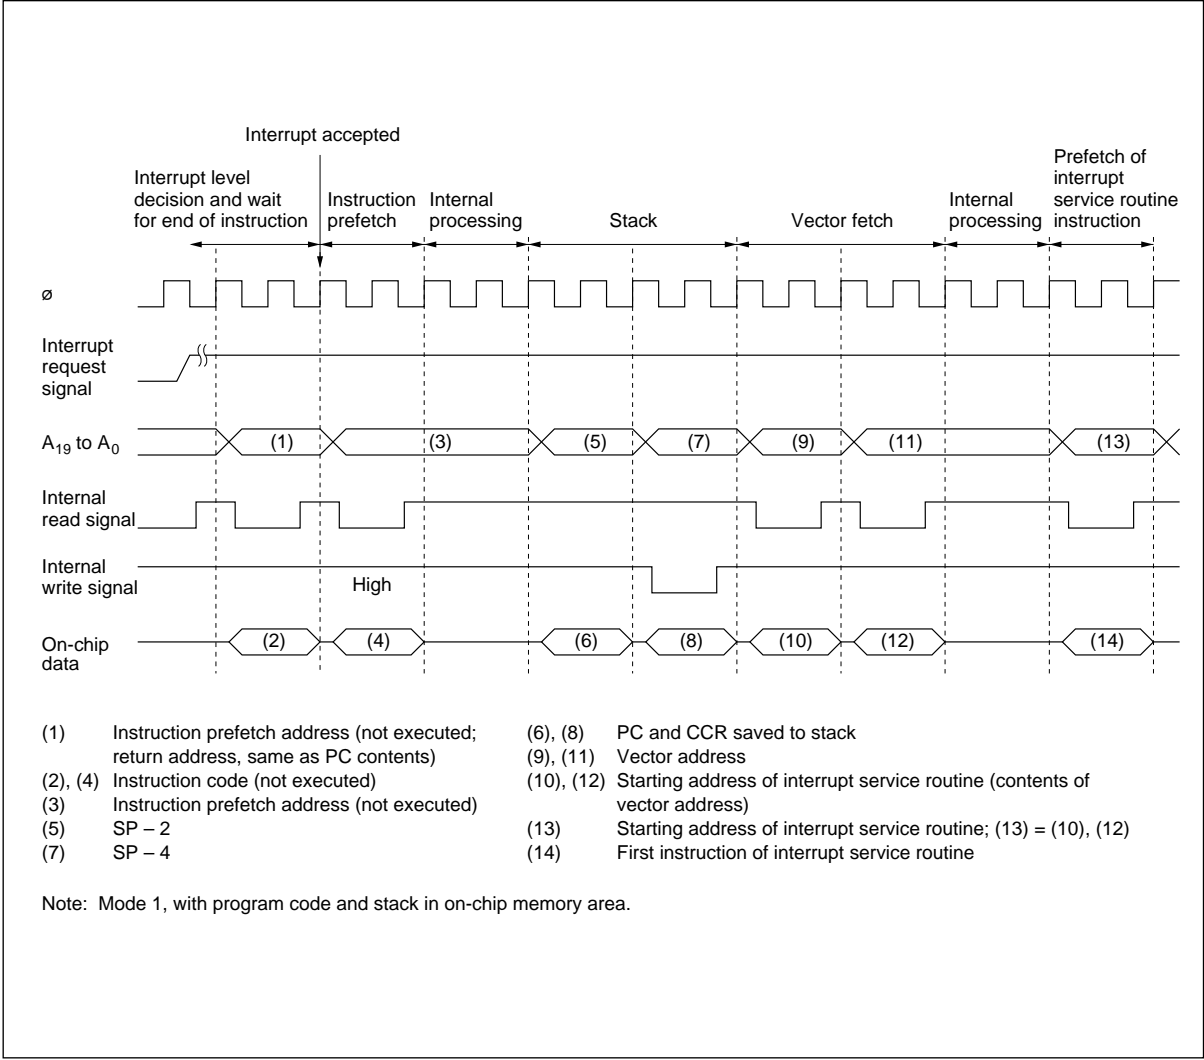 Interrupt accepted
Interrupt level
decision and wait
for end of instruction
Instruction
prefetch
Internal
processing
Stack
Vector fetch
Internal
processing
Prefetch of
interrupt
service routine
instruction
ø
Interrupt
request
signal
A19 to A0
(1)
(3)
(5)
(7)
(9)
(11)
(13)
Internal
read signal
Internal
write signal
High
On-chip
data
(2)
(4)
(6)
(8)
(10)
(12)
(14)
(1) Instruction prefetch address (not executed;
return address, same as PC contents)
(2), (4) Instruction code (not executed)
(3) Instruction prefetch address (not executed)
(5) SP – 2
(7) SP – 4
(6), (8) PC and CCR saved to stack
(9), (11) Vector address
(10), (12) Starting address of interrupt service routine (contents of
vector address)
(13) Starting address of interrupt service routine; (13) = (10), (12)
(14) First instruction of interrupt service routine
Note: Mode 1, with program code and stack in on-chip memory area.